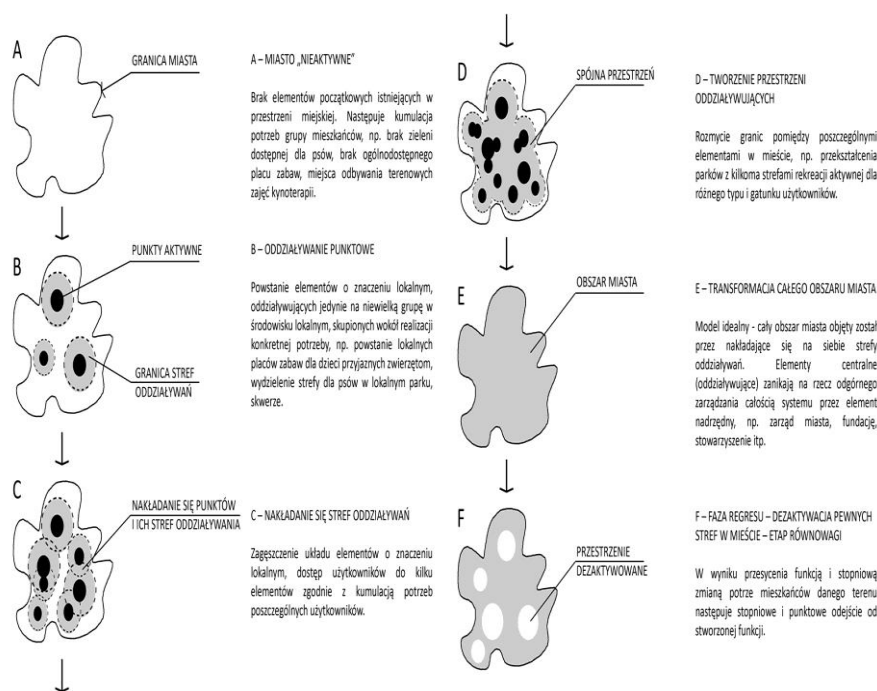 A
GRANICA MIASTA
A – MIASTO „NIEAKTYWNE”
Brak elementów początkowych istniejących w
przestrzeni miejskiej. Następuje kumulacja
potrzeb grupy mieszkańców, np. brak zieleni
dostępnej dla psów, brak ogólnodostępnego
placu zabaw, miejsca odbywania terenowych
zajęć kynoterapii.
B
PUNKTY AKTYWNE
GRANICA STREF
ODDZIAŁYWAŃ
B – ODDZIAŁYWANIE PUNKTOWE
Powstanie elementów o znaczeniu lokalnym,
oddziaływujących jedynie na niewielką grupę w
środowisku lokalnym, skupionych wokół realizacji
konkretnej potrzeby, np. powstanie lokalnych
placów zabaw dla dzieci przyjaznych zwierzętom,
wydzielenie strefy dla psów w lokalnym parku,
skwerze.
C
NAKŁADANIE SIĘ PUNKTÓW
I ICH STREF ODDZIAŁYWANIA
C – NAKŁADANIE SIĘ STREF ODDZIAŁYWAŃ
Zagęszczenie układu elementów o znaczeniu
lokalnym, dostęp użytkowników do kilku
elementów zgodnie z kumulacją potrzeb
poszczególnych użytkowników.
D
SPÓJNA PRZESTRZEŃ
D – TWORZENIE PRZESTRZENI
ODDZIAŁYWUJĄCYCH
Rozmycie granic pomiędzy poszczególnymi
elementami w mieście, np. przekształcenia
parków z kilkoma strefami rekreacji aktywnej dla
różnego typu i gatunku użytkowników.
E
OBSZAR MIASTA
E – TRANSFORMACJA CAŁEGO OBSZARU MIASTA
Model idealny - cały obszar miasta objęty został
przez nakładające się na siebie strefy
oddziaływań. Elementy centralne
(oddziaływujące) zanikają na rzecz odgórnego
zarządzania całością systemu przez element
nadrzędny, np. zarząd miasta, fundację,
stowarzyszenie itp.
F
PRZESTRZENIE
DEZAKTYWOWANE
F – FAZA REGRESU – DEZAKTYWACJA PEWNYCH
STREF W MIEŚCIE – ETAP RÓWNOWAGI
W wyniku przesycenia funkcją i stopniową
zmianą potrze mieszkańców danego terenu
następuje stopniowe i punktowe odejście od
stworzonej funkcji.